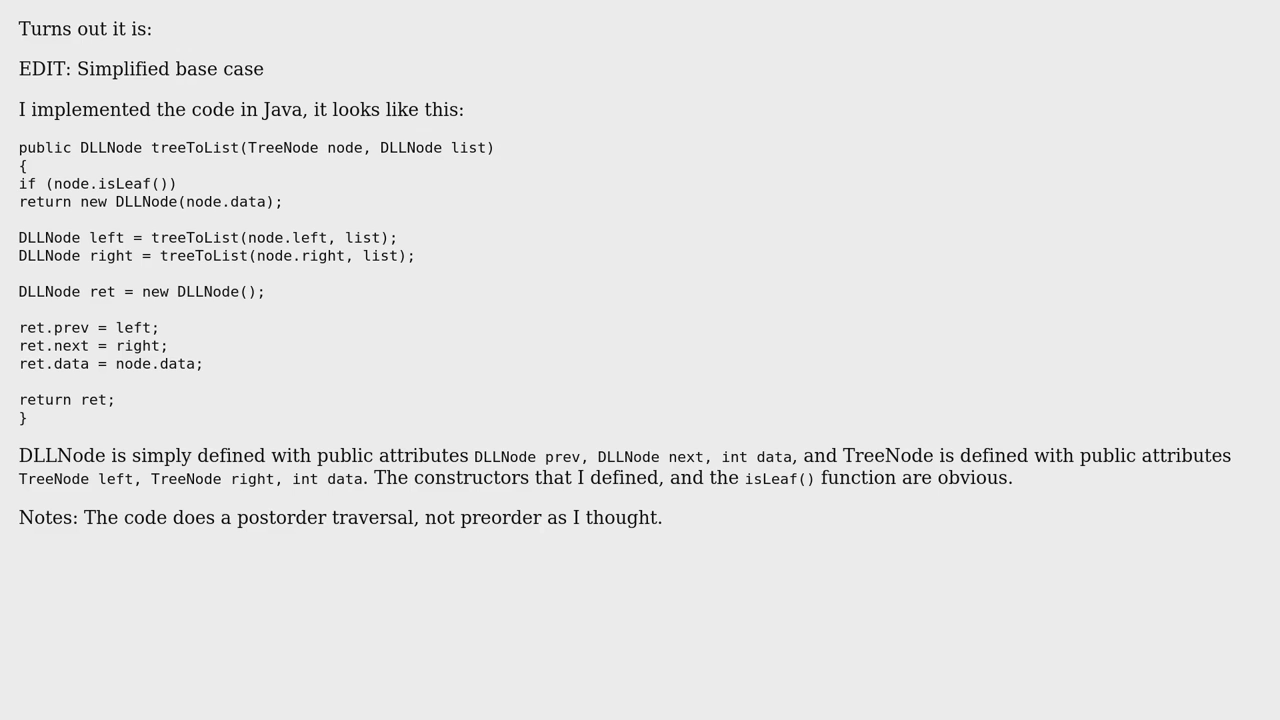 Turns out it is:
EDIT: Simplified base case
I implemented the code in Java, it looks like this:
public DLLNode treeToList(TreeNode node, DLLNode list)
{
if (node.isLeaf())
return new DLLNode(node.data);
DLLNode left = treeToList(node.left, list);
DLLNode right = treeToList(node.right, list);
DLLNode ret = new DLLNode();
ret.prev = left;
ret.next = right;
ret.data = node.data;
return ret;
}
DLLNode is simply defined with public attributes DLLNode prev, DLLNode next, int data, and TreeNode is defined with public attributes
TreeNode left, TreeNode right, int data. The constructors that I defined, and the isLeaf() function are obvious.
Notes: The code does a postorder traversal, not preorder as I thought.